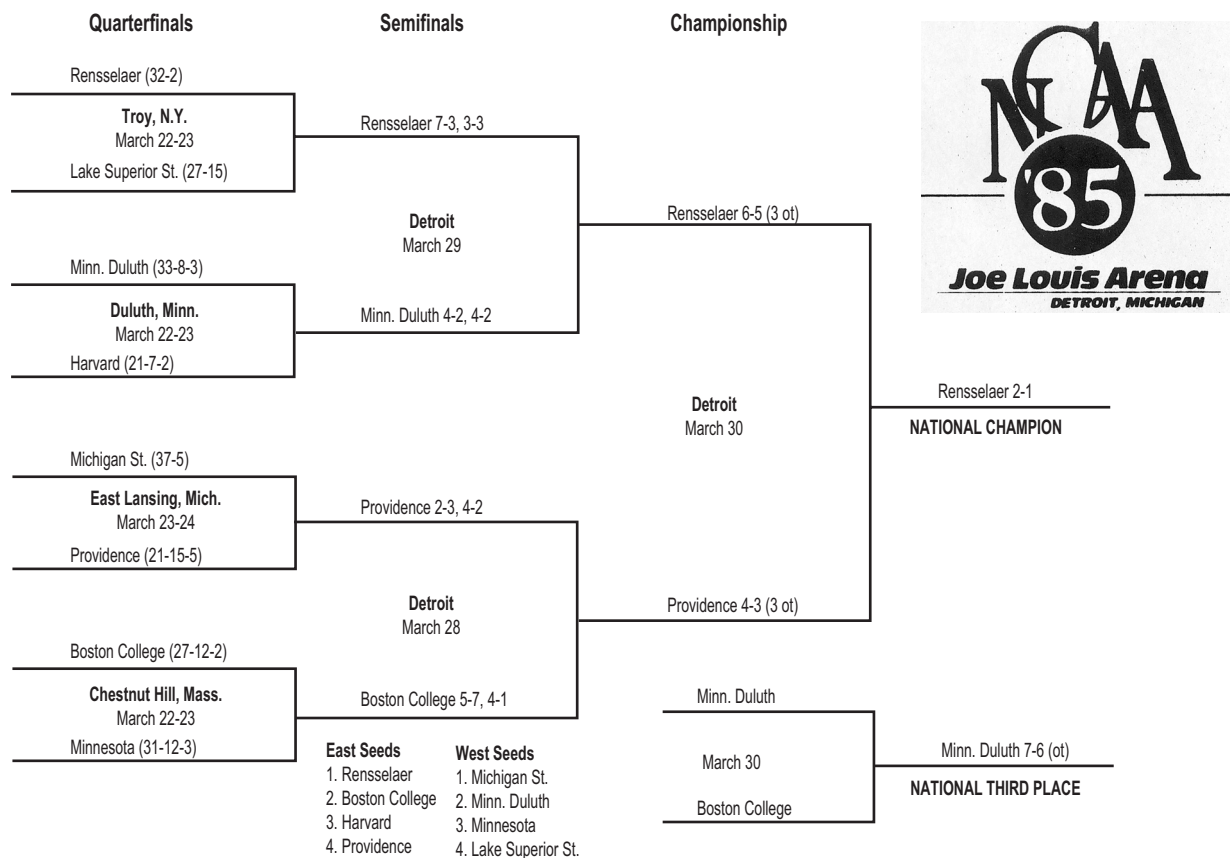 Quarterfinals
Semifinals
Championship
NCAA
'85
Joe Louis Arena
DETROIT, MICHIGAN
Rensselaer (32-2)
Troy, N.Y.
March 22-23
Lake Superior St. (27-15)
Rensselaer 7-3, 3-3
Detroit
March 29
Rensselaer 6-5 (3 ot)
Minn. Duluth (33-8-3)
Duluth, Minn.
March 22-23
Harvard (21-7-2)
Minn. Duluth 4-2, 4-2
Detroit
March 30
Rensselaer 2-1
NATIONAL CHAMPION
Michigan St. (37-5)
East Lansing, Mich.
March 23-24
Providence (21-15-5)
Providence 2-3, 4-2
Detroit
March 28
Providence 4-3 (3 ot)
Boston College (27-12-2)
Chestnut Hill, Mass.
March 22-23
Minnesota (31-12-3)
Boston College 5-7, 4-1
East Seeds
1. Rensselaer
2. Boston College
3. Harvard
4. Providence
West Seeds
1. Michigan St.
2. Minn. Duluth
3. Minnesota
4. Lake Superior St.
Minn. Duluth
March 30
Boston College
Minn. Duluth 7-6 (ot)
NATIONAL THIRD PLACE